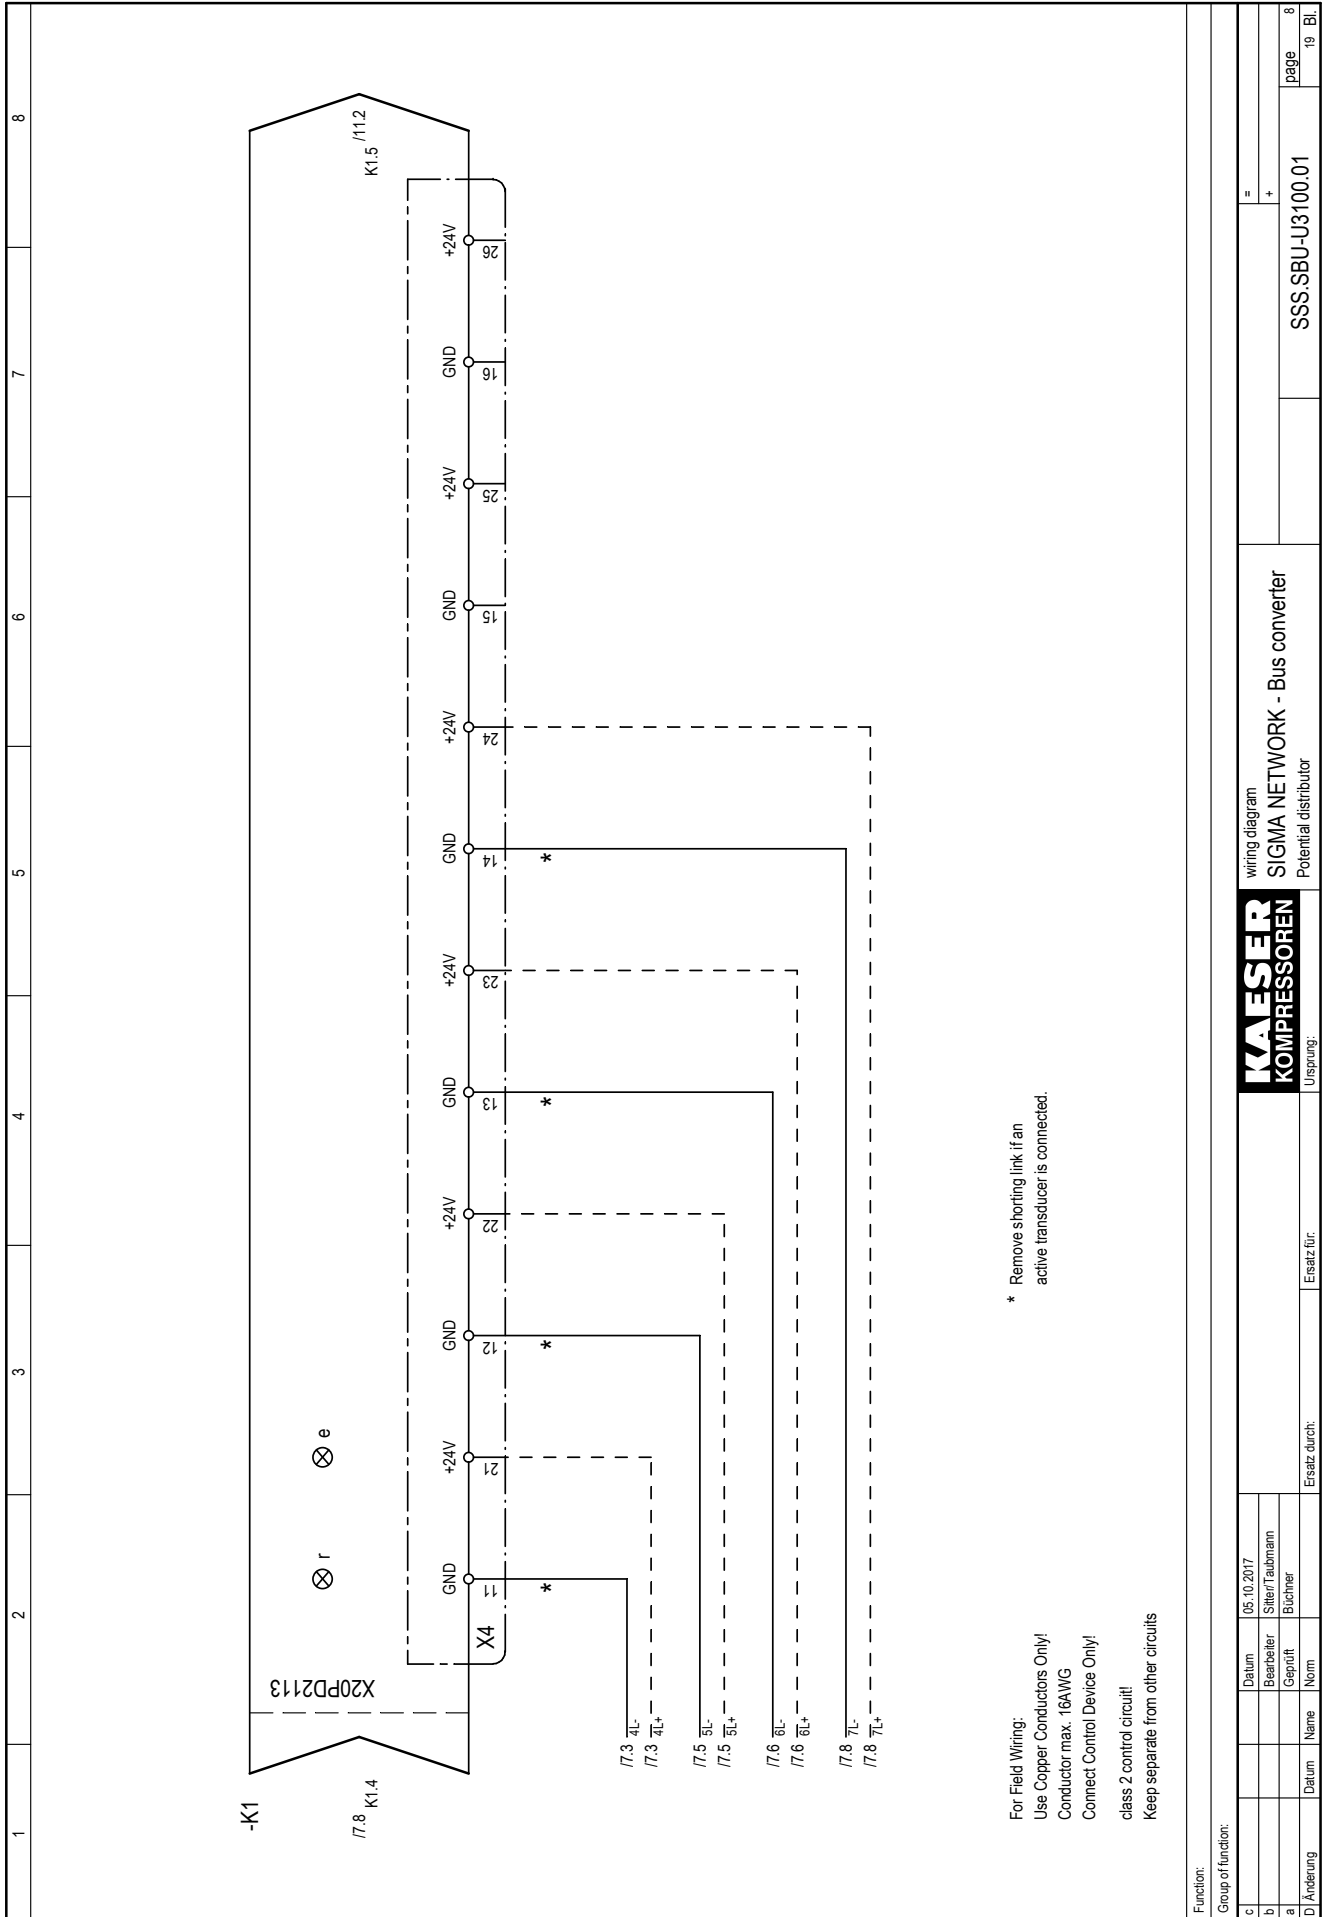 1 2 3 4 5 6 7 8
-K1
/7.8 K1.4
K1.5 /11.2
X20PD2113
r e
X4
GND +24V GND +24V GND +24V GND +24V GND +24V GND +24V
11 21 12 22 13 23 14 24 15 25 16 26
* * * *
/7.3 4L-
/7.3 4L+
/7.5 5L-
/7.5 5L+
/7.6 6L-
/7.6 6L+
/7.8 7L-
/7.8 7L+
For Field Wiring:
Use Copper Conductors Only!
Conductor max. 16AWG
Connect Control Device Only!
class 2 control circuit!
Keep separate from other circuits
* Remove shorting link if an
active transducer is connected.
Function:
Group of function:
c
b
a
D Änderung Datum Name
Datum 05.10.2017
Bearbeiter Sitter/Taubmann
Geprüft Büchner
Norm
Ersatz durch:
Ersatz für:
Ursprung:
KAESER
KOMPRESSOREN
wiring diagram
SIGMA NETWORK - Bus converter
Potential distributor
=
+
SSS.SBU-U3100.01
page 8
19 Bl.